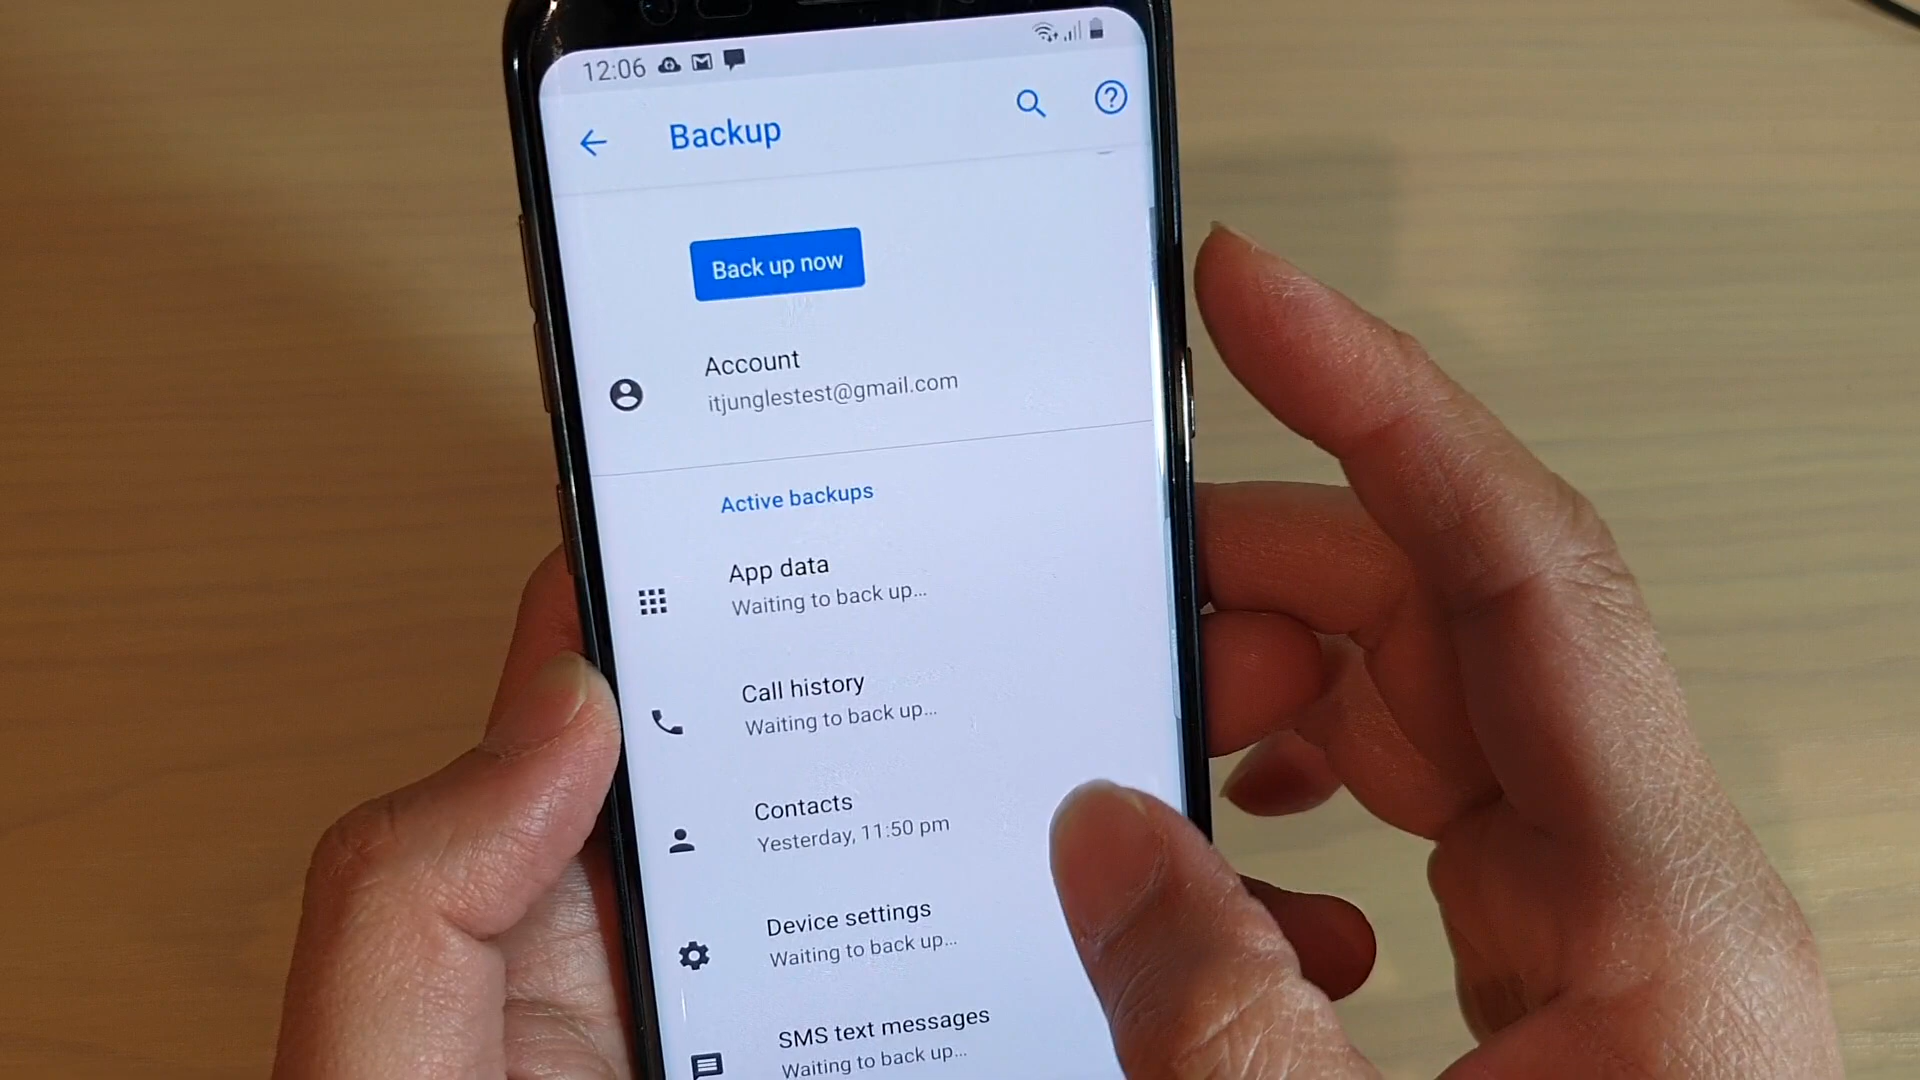 12:06
Backup
Back up now
Account
itjunglestest@gmail.com
Active backups
App data
Waiting to back up...
Call history
Waiting to back up...
Contacts
Yesterday, 11:50 pm
Device settings
Waiting to back up...
SMS text messages
Waiting to back up...